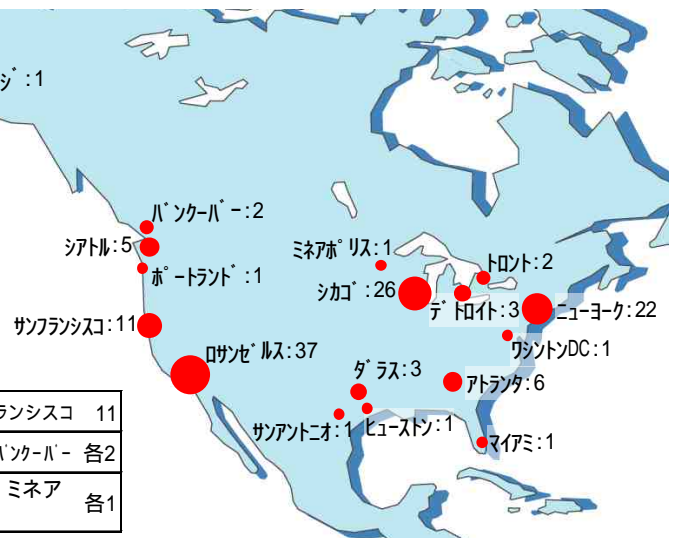 ｼﾞ:1
ﾊﾞﾝｸｰﾊﾞｰ:2
ｼｱﾄﾙ:5
ﾎﾟｰﾄﾗﾝﾄﾞ:1
ﾐﾈｱﾎﾟﾘｽ:1
ﾄﾛﾝﾄ:2
ｼｶｺﾞ:26
ﾃﾞﾄﾛｲﾄ:3
ﾆｭｰﾖｰｸ:22
ｻﾝﾌﾗﾝｼｽｺ:11
ﾜｼﾝﾄﾝDC:1
ﾛｻﾝｾﾞﾙｽ:37
ﾀﾞﾗｽ:3
ｱﾄﾗﾝﾀ:6
ｻﾝｱﾝﾄﾆｵ:1
ﾋｭｰｽﾄﾝ:1
ﾏｲｱﾐ:1
ランシスコ 11
ﾊﾞﾝｸｰﾊﾞｰ 各2
ミネア 各1